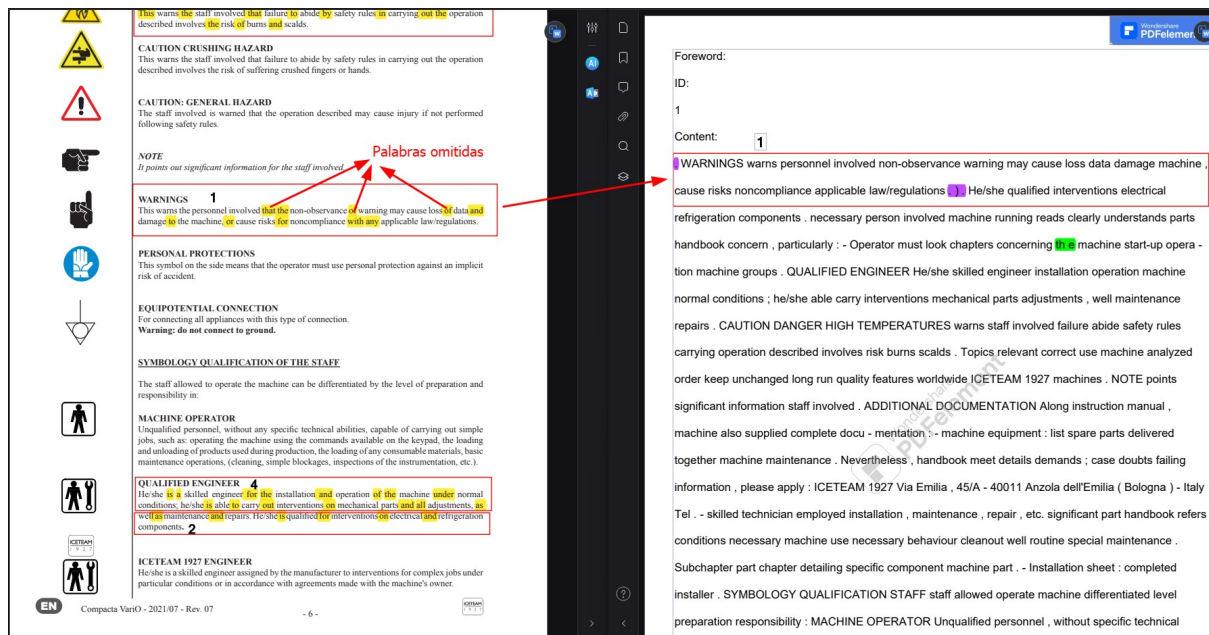 This warns the staff involved that failure to abide by safety rules in carrying out the operation
described involves the risk of burns and scalds.
CAUTION CRUSHING HAZARD
This warns the staff involved that failure to abide by safety rules in carrying out the operation
described involves the risk of suffering crushed fingers or hands.
CAUTION: GENERAL HAZARD
The staff involved is warned that the operation described may cause injury if not performed
following safety rules.
NOTE
It points out significant information for the staff involved.
Palabras omitidas
WARNINGS 1
This warns the personnel involved that the non-observance of warning may cause loss of data and
damage to the machine, or cause risks for noncompliance with any applicable law/regulations.
PERSONAL PROTECTIONS
This symbol on the side means that the operator must use personal protection against an implicit
risk of accident.
EQUIPOTENTIAL CONNECTION
For connecting all appliances with this type of connection.
Warning: do not connect to ground.
SYMBOLOGY QUALIFICATION OF THE STAFF
The staff allowed to operate the machine can be differentiated by the level of preparation and
responsibility in:
MACHINE OPERATOR
Unqualified personnel, without any specific technical abilities, capable of carrying out simple
jobs, such as: operating the machine using the commands available on the keypad, the loading
and unloading of products used during production, the loading of any consumable materials, basic
maintenance operations, (cleaning, simple blockages, inspections of the instrumentation, etc.).
QUALIFIED ENGINEER 4
He/she is a skilled engineer for the installation and operation of the machine under normal
conditions; he/she is able to carry out interventions on mechanical parts and all adjustments, as
well as maintenance and repairs. He/she is qualified for interventions on electrical and refrigeration
components. 2
ICETEAM
1927
ICETEAM 1927 ENGINEER
He/she is a skilled engineer assigned by the manufacturer to interventions for complex jobs under
particular conditions or in accordance with agreements made with the machine's owner.
EN
Compacta VariO - 2021/07 - Rev. 07
- 6 -
ICETEAM
1927
AI
Wondershare
PDFelemen
Foreword:
ID:
1
Content:
1
. WARNINGS warns personnel involved non-observance warning may cause loss data damage machine ,
cause risks noncompliance applicable law/regulations . ) . He/she qualified interventions electrical
refrigeration components . necessary person involved machine running reads clearly understands parts
handbook concern , particularly : - Operator must look chapters concerning th e machine start-up opera -
tion machine groups . QUALIFIED ENGINEER He/she skilled engineer installation operation machine
normal conditions ; he/she able carry interventions mechanical parts adjustments , well maintenance
repairs . CAUTION DANGER HIGH TEMPERATURES warns staff involved failure abide safety rules
carrying operation described involves risk burns scalds . Topics relevant correct use machine analyzed
order keep unchanged long run quality features worldwide ICETEAM 1927 machines . NOTE points
significant information staff involved . ADDITIONAL DOCUMENTATION Along instruction manual ,
machine also supplied complete docu - mentation : - machine equipment : list spare parts delivered
together machine maintenance . Nevertheless , handbook meet details demands ; case doubts failing
information , please apply : ICETEAM 1927 Via Emilia , 45/A - 40011 Anzola dell'Emilia ( Bologna ) - Italy
Tel . - skilled technician employed installation , maintenance , repair , etc. significant part handbook refers
conditions necessary machine use necessary behaviour cleanout well routine special maintenance .
Subchapter part chapter detailing specific component machine part . - Installation sheet : completed
installer . SYMBOLOGY QUALIFICATION STAFF staff allowed operate machine differentiated level
preparation responsibility : MACHINE OPERATOR Unqualified personnel , without specific technical
Wondershare
PDFelement